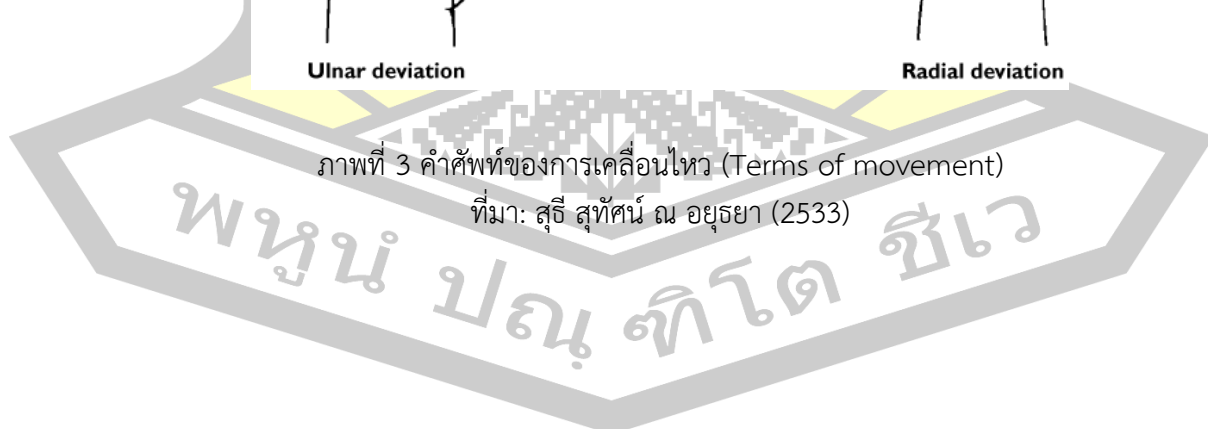 Ulnar deviation Radial deviation
ภาพที่ 3 คำศัพท์ของการเคลื่อนไหว (Terms of movement)
ที่มา: สุธี สุทัศน์ ณ อยุธยา (2533)
พหูนํ ปณฺฑิโต ชีเว